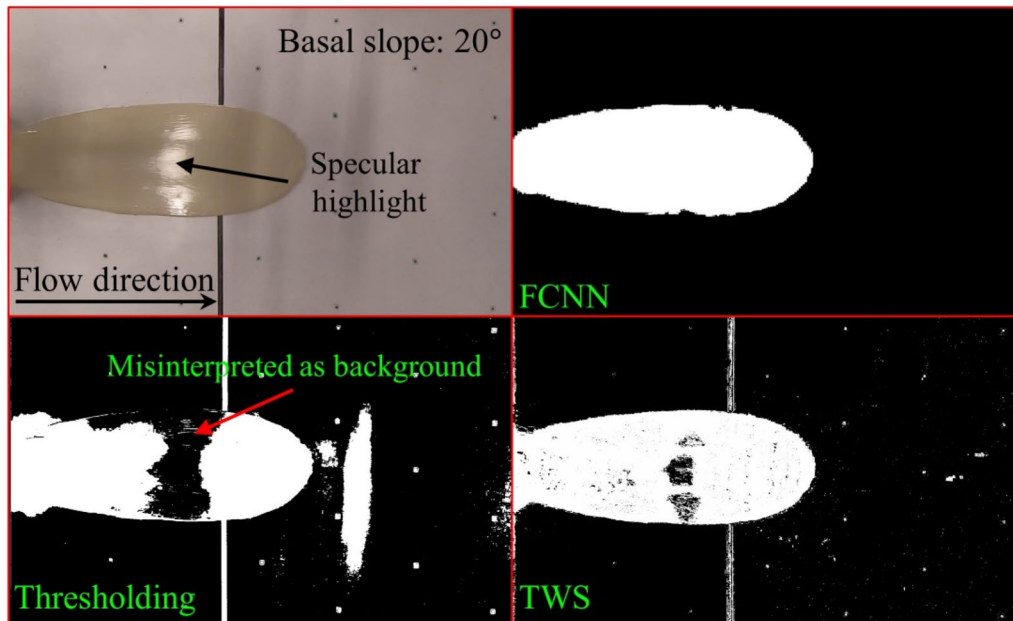 Basal slope: 20°
Specular
highlight
Flow direction
FCNN
Misinterpreted as background
Thresholding
TWS